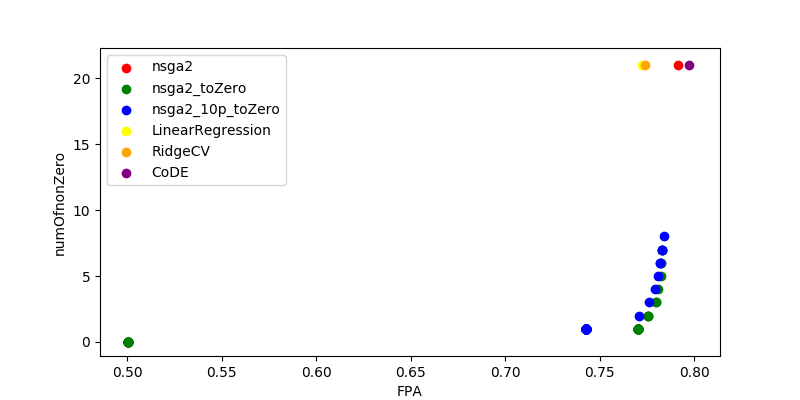 nsga2
nsga2_toZero
nsga2_10p_toZero
LinearRegression
RidgeCV
CoDE
numOfnonZero
20
15
10
5
0
0.50 0.55 0.60 0.65 0.70 0.75 0.80
FPA